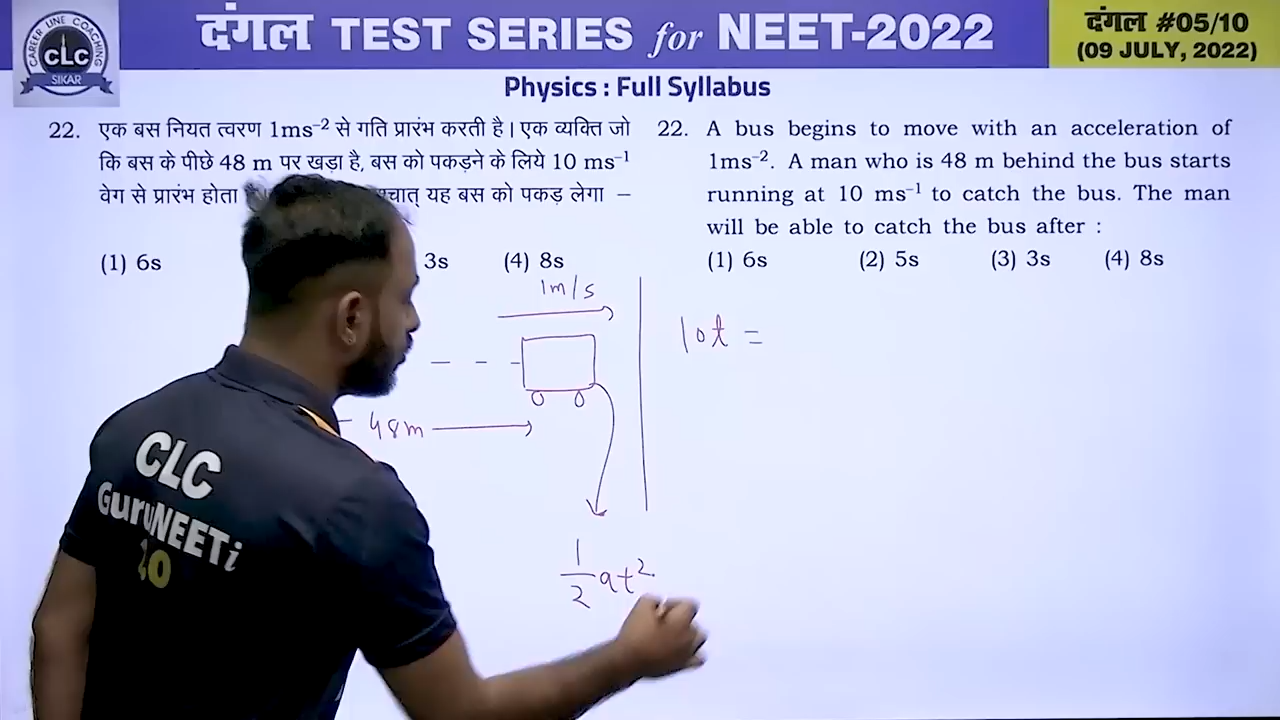 CAREER LINE COACHING
CLC
SIKAR
दंगल TEST SERIES for NEET-2022
दंगल #05/10
(09 JULY, 2022)
Physics : Full Syllabus
22. एक बस नियत त्वरण 1ms⁻² से गति प्रारंभ करती है। एक व्यक्ति जो
कि बस के पीछे 48 m पर खड़ा है, बस को पकड़ने के लिये 10 ms⁻¹
वेग से प्रारंभ होता यह बस को पकड़ लेगा –
(1) 6s 3s (4) 8s
22. A bus begins to move with an acceleration of
1ms⁻². A man who is 48 m behind the bus starts
running at 10 ms⁻¹ to catch the bus. The man
will be able to catch the bus after :
(1) 6s (2) 5s (3) 3s (4) 8s
1m/s
10t =
48m
1/2 at²
CLC
GuruNEETi